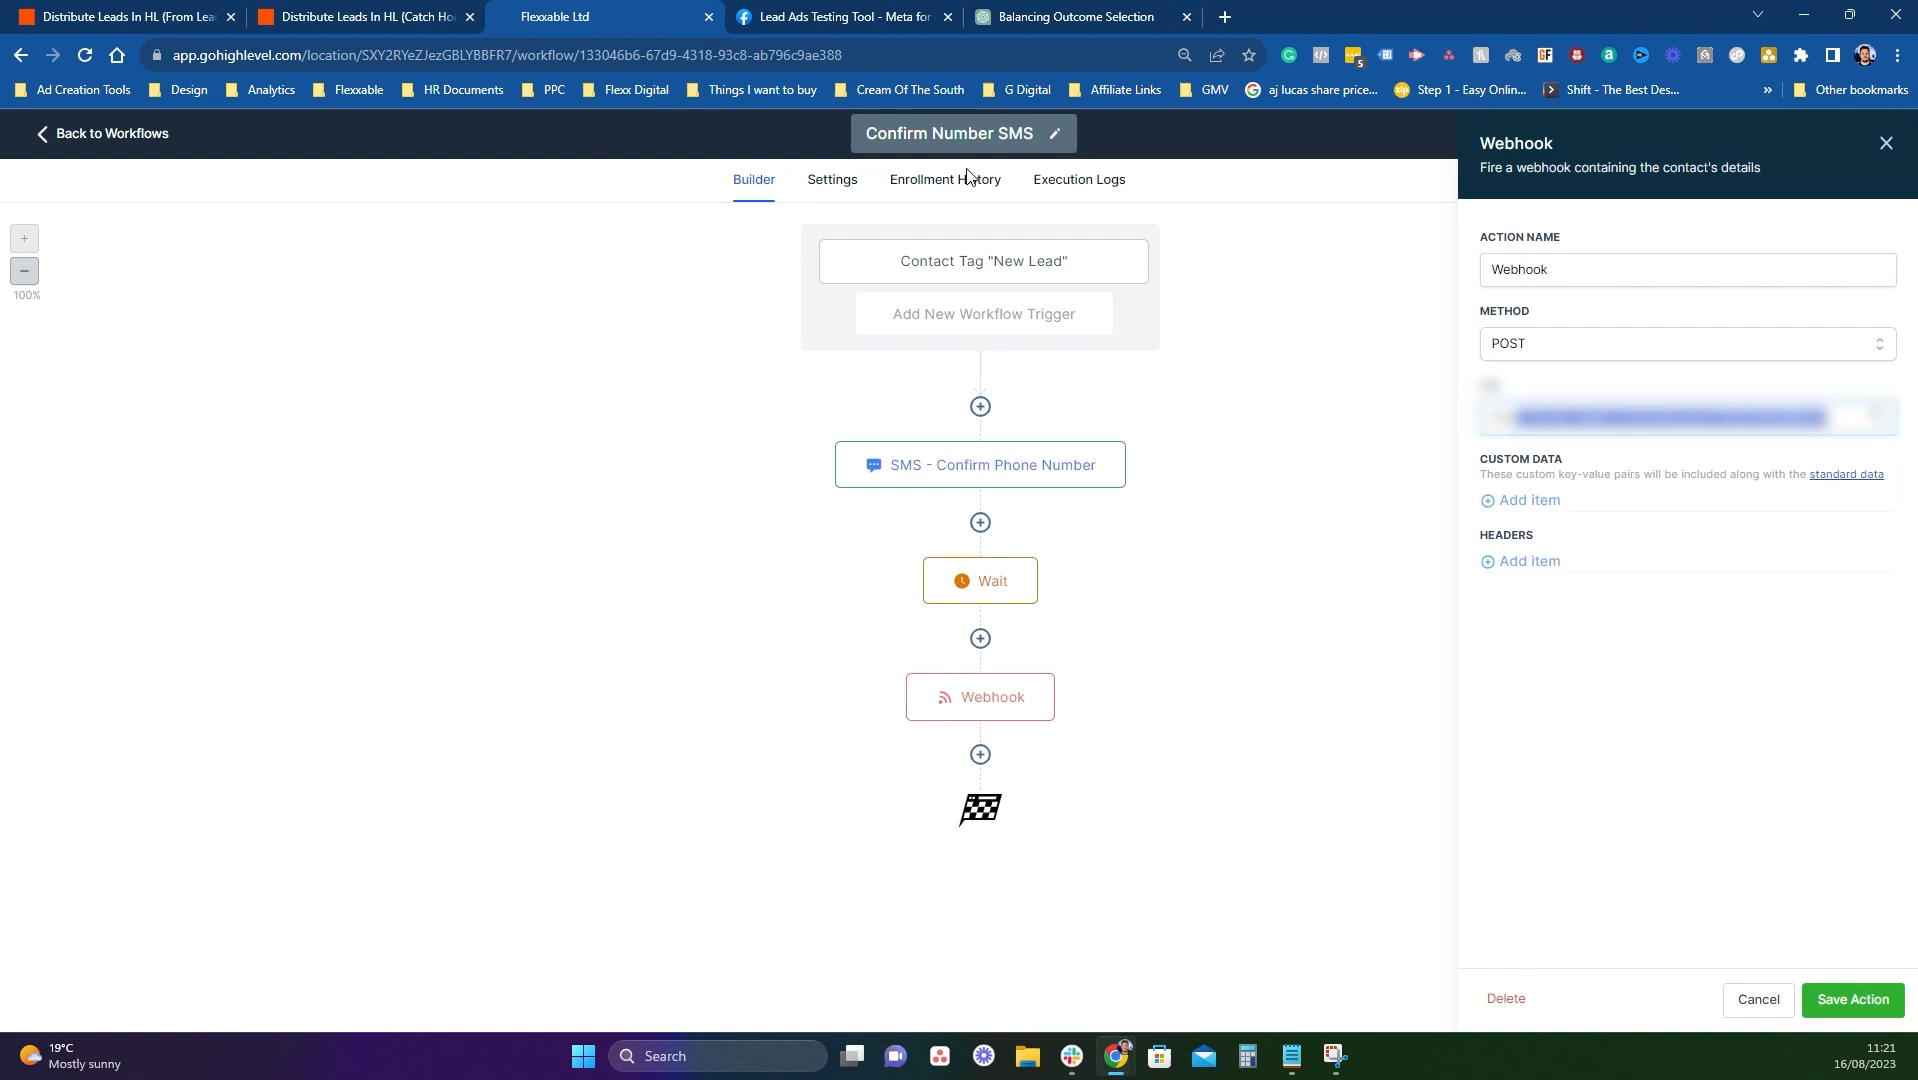 Distribute Leads In HL (From Lea
Distribute Leads In HL (Catch Ho
Flexxable Ltd
Lead Ads Testing Tool - Meta for
Balancing Outcome Selection
app.gohighlevel.com/location/SXY2RYeZJezGBLYBBFR7/workflow/133046b6-67d9-4318-93c8-ab796c9ae388
Ad Creation Tools
Design
Analytics
Flexxable
HR Documents
PPC
Flexx Digital
Things I want to buy
Cream Of The South
G Digital
Affiliate Links
GMV
aj lucas share price...
Step 1 - Easy Onlin...
Shift - The Best Des...
»
Other bookmarks
Back to Workflows
Confirm Number SMS
Builder
Settings
Enrollment History
Execution Logs
+
−
100%
Contact Tag "New Lead"
Add New Workflow Trigger
SMS - Confirm Phone Number
Wait
Webhook
Webhook
Fire a webhook containing the contact's details
ACTION NAME
Webhook
METHOD
POST
CUSTOM DATA
These custom key-value pairs will be included along with the standard data
Add item
HEADERS
Add item
Delete
Cancel
Save Action
19°C
Mostly sunny
Search
11:21
16/08/2023